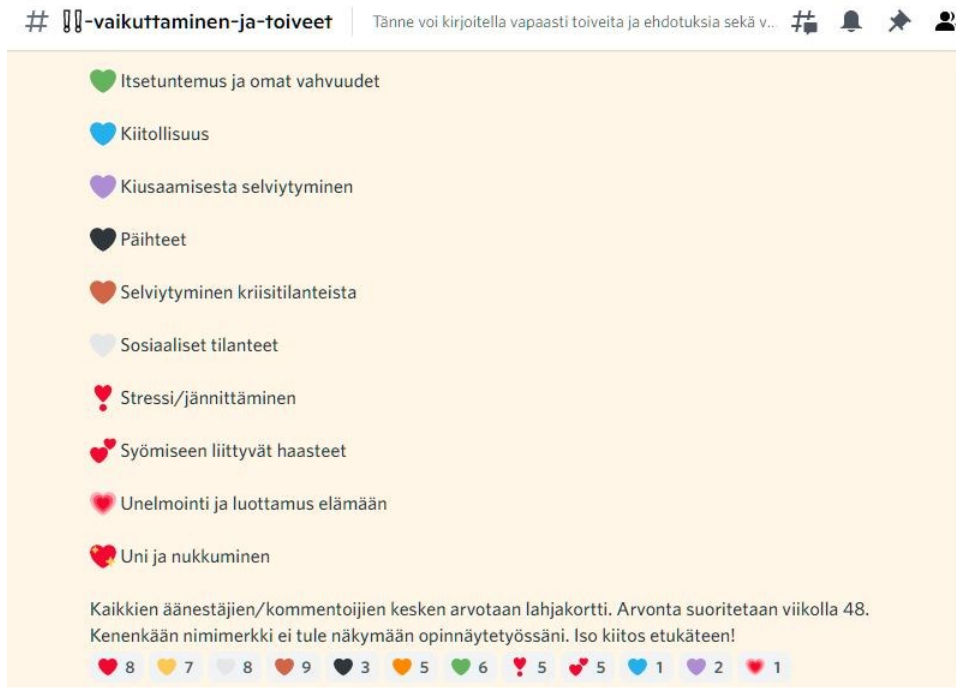 # ‼-vaikuttaminen-ja-toiveet Tänne voi kirjoitella vapaasti toiveita ja ehdotuksia sekä v...
Itsetuntemus ja omat vahvuudet
Kiitollisuus
Kiusaamisesta selviytyminen
Päihteet
Selviytyminen kriisitilanteista
Sosiaaliset tilanteet
Stressi/jännittäminen
Syömiseen liittyvät haasteet
Unelmointi ja luottamus elämään
Uni ja nukkuminen
Kaikkien äänestäjien/kommentoijien kesken arvotaan lahjakortti. Arvonta suoritetaan viikolla 48.
Kenenkään nimimerkki ei tule näkymään opinnäytetyössäni. Iso kiitos etukäteen!
8 7 8 9 3 5 6 5 5 1 2 1